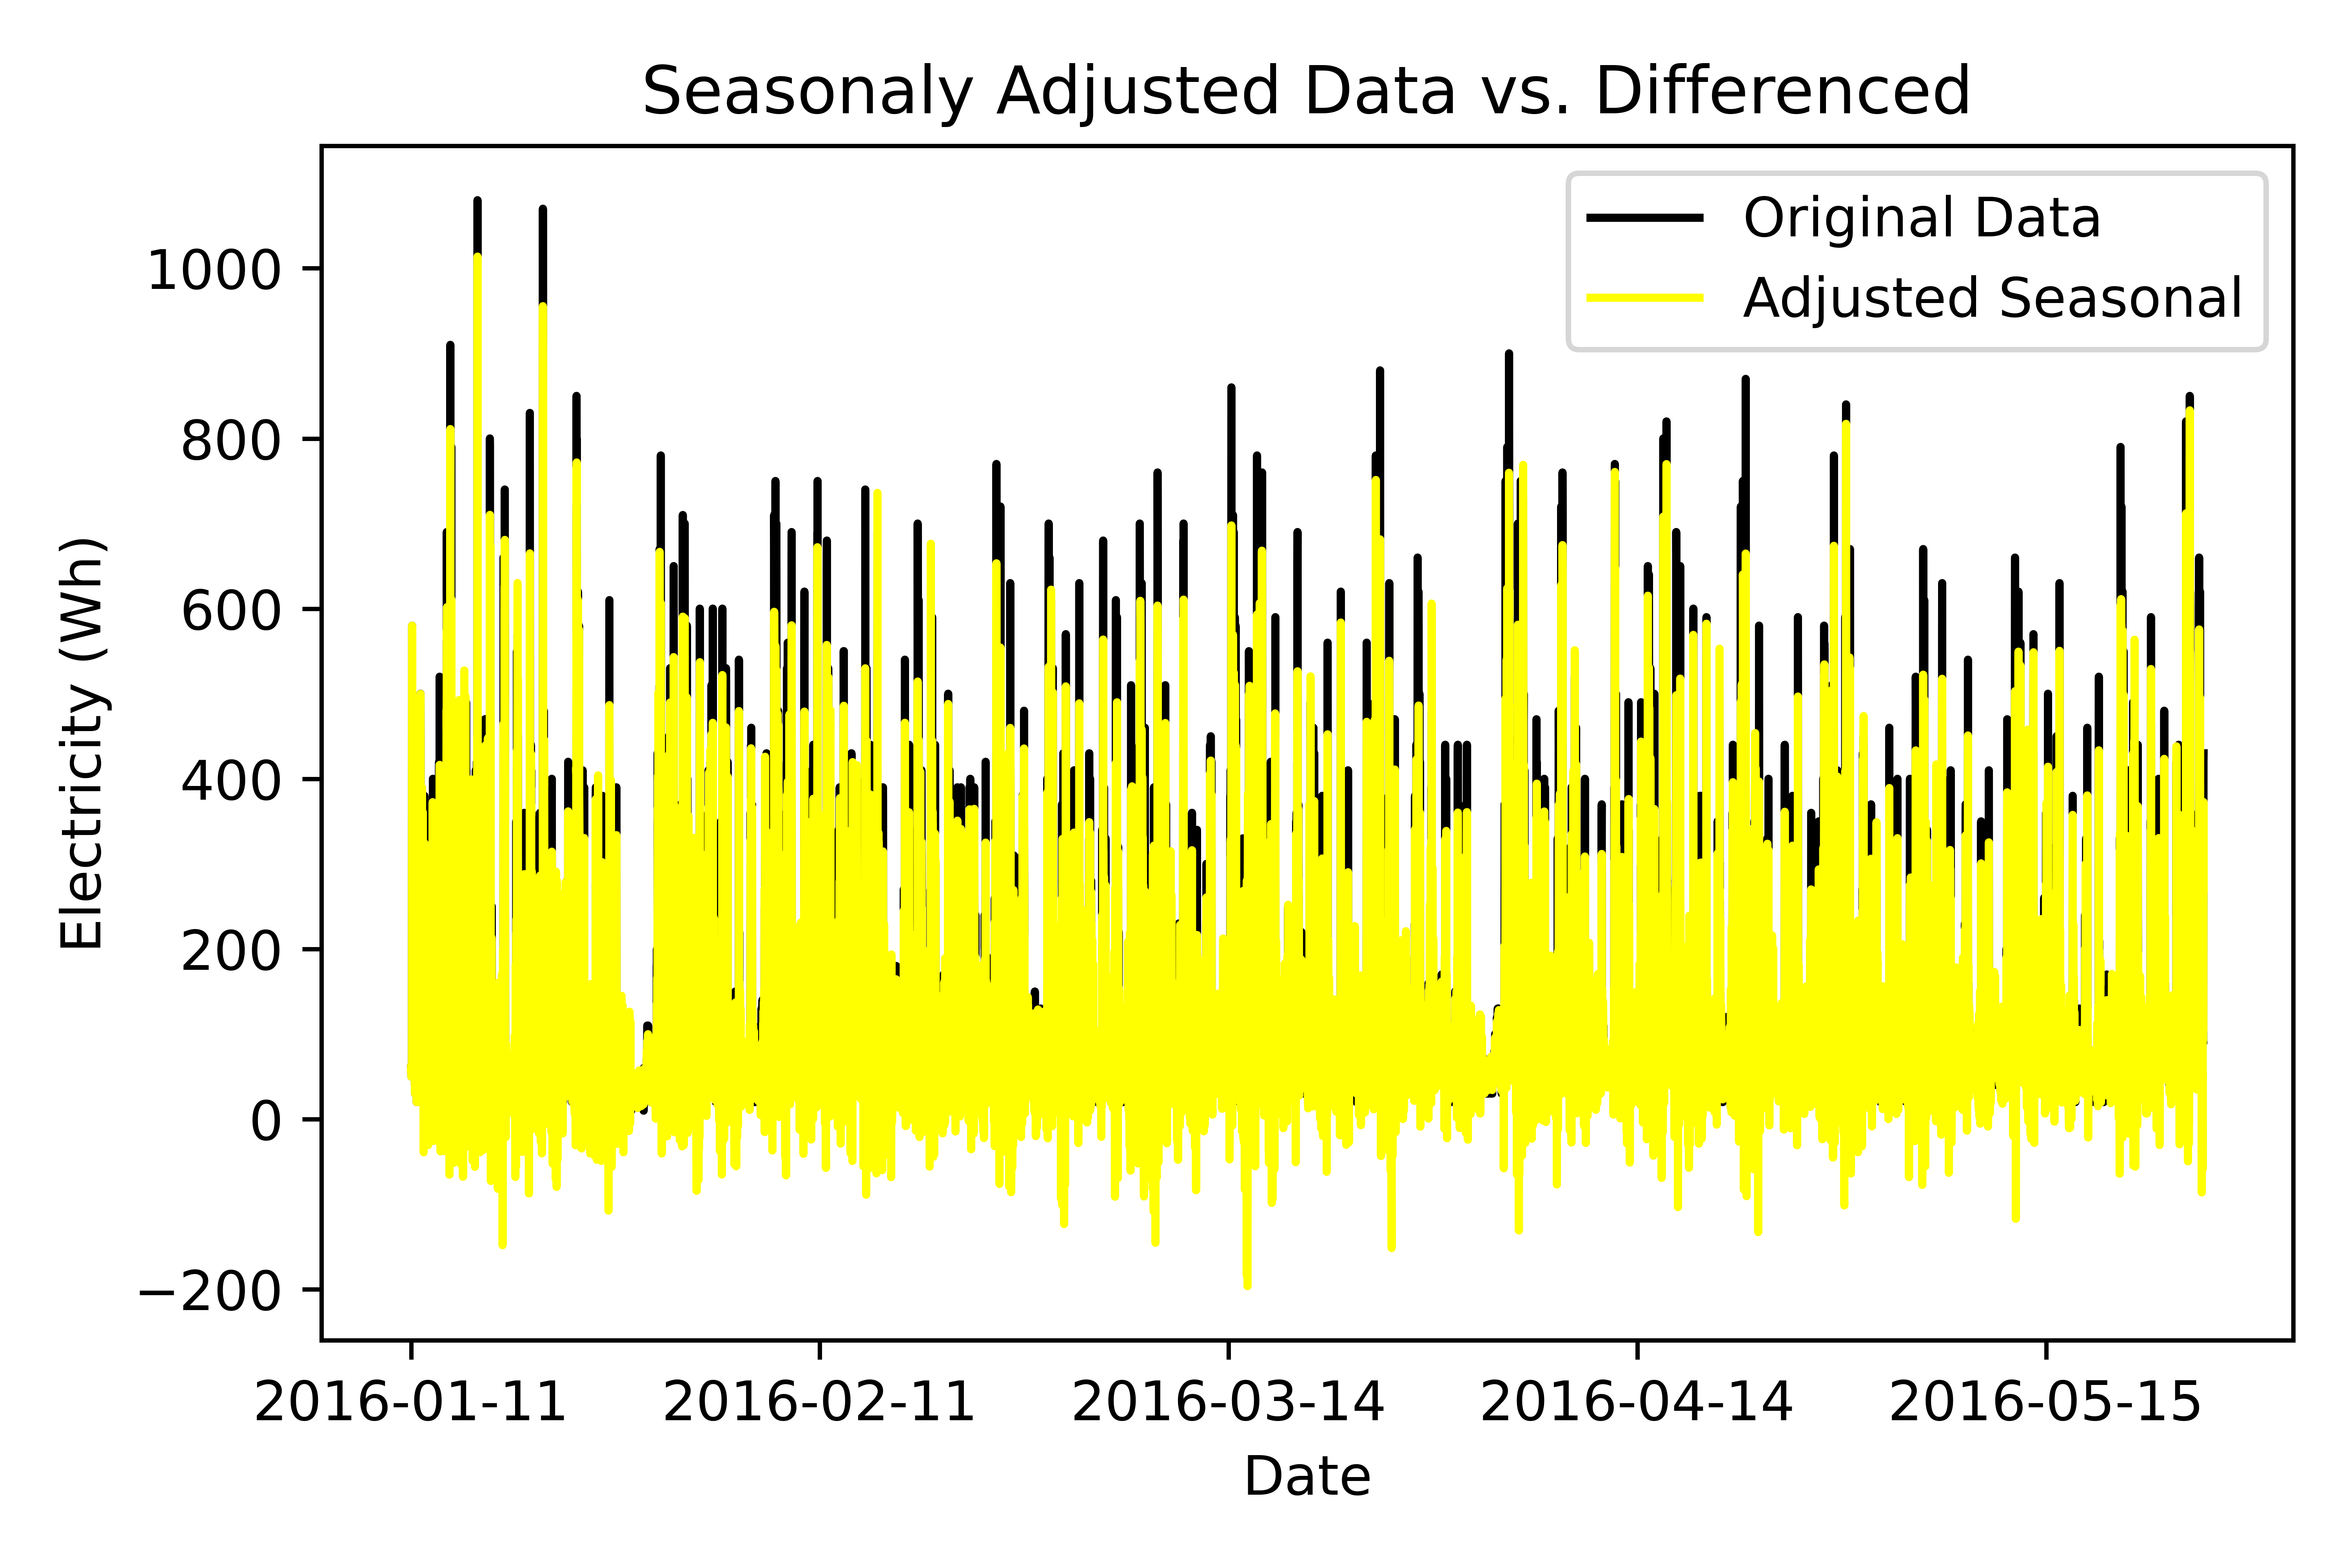 Seasonaly Adjusted Data vs. Differenced
Original Data
Adjusted Seasonal
Electricity (Wh)
1000
800
600
400
200
0
−200
2016-01-11 2016-02-11 2016-03-14 2016-04-14 2016-05-15
Date